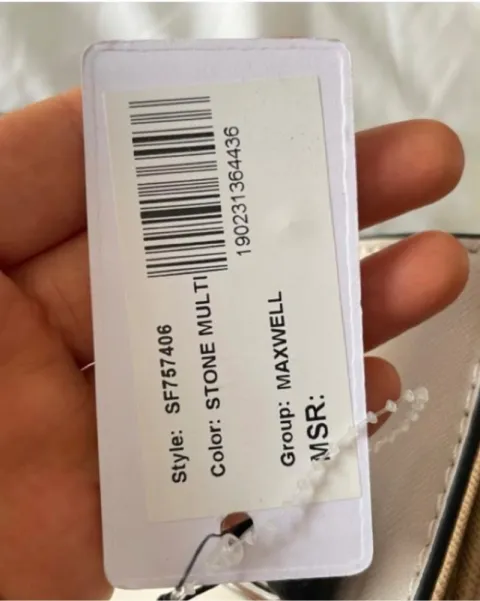 190231364436
Style: SF757406
Color: STONE MULTI
Group: MAXWELL
MSR: